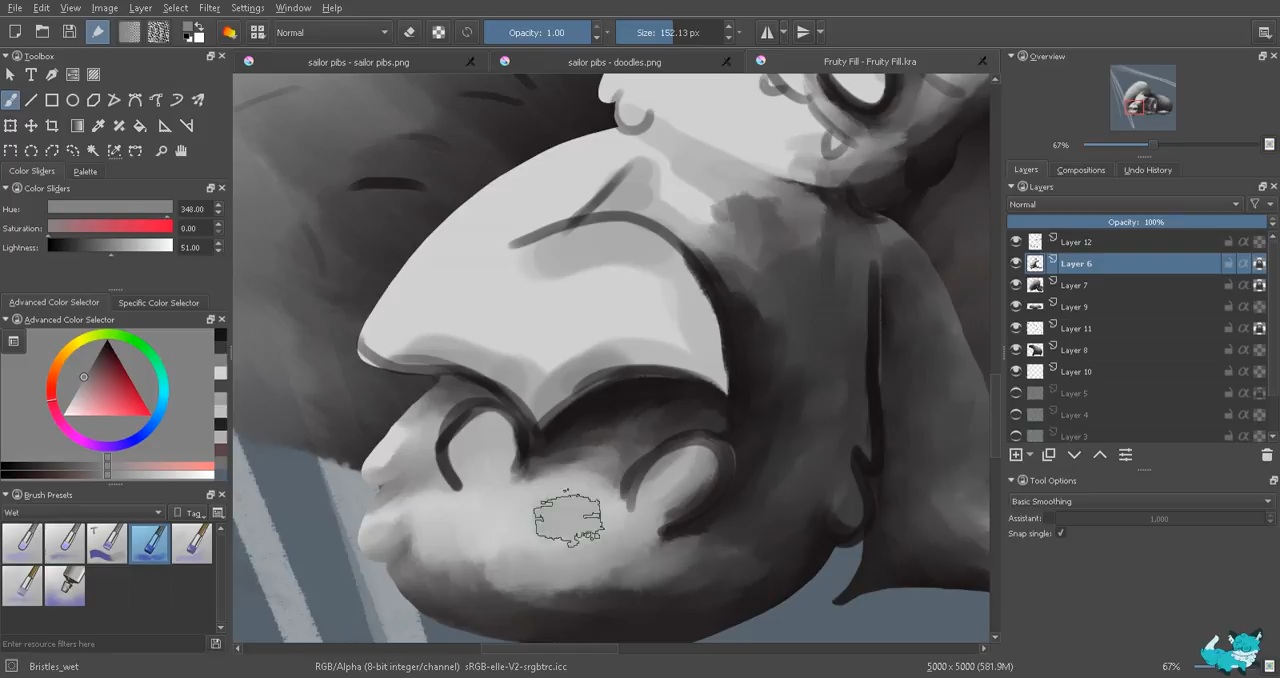 File Edit View Image Layer Select Filter Settings Window Help
Normal Opacity: 1.00 Size: 152.13 px
Toolbox
sailor pibs - sailor pibs.png sailor pibs - doodles.png Fruity Fill - Fruity Fill.kra
Color Sliders Palette
Color Sliders
Hue: 348.00
Saturation: 0.00
Lightness: 51.00
Advanced Color Selector Specific Color Selector
Advanced Color Selector
Brush Presets
Wet Tag
Enter resource filters here
Bristles_wet RGB/Alpha (8-bit integer/channel) sRGB-elle-V2-srgbtrc.icc 5000 x 5000 (581.9M) 67%
Overview
67%
Layers Compositions Undo History
Layers
Normal
Opacity: 100%
Layer 12
Layer 6
Layer 7
Layer 9
Layer 11
Layer 8
Layer 10
Layer 5
Layer 4
Layer 3
Tool Options
Basic Smoothing
Assistant: 1,000
Snap single: